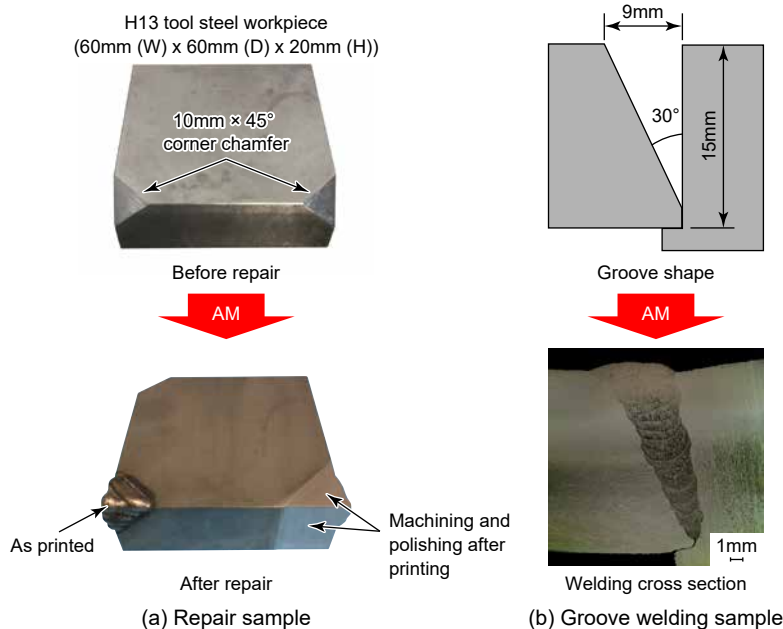 H13 tool steel workpiece
(60mm (W) x 60mm (D) x 20mm (H))
10mm × 45°
corner chamfer
Before repair
AM
As printed
Machining and
polishing after
printing
After repair
(a) Repair sample
9mm
30°
15mm
Groove shape
AM
1mm
Welding cross section
(b) Groove welding sample